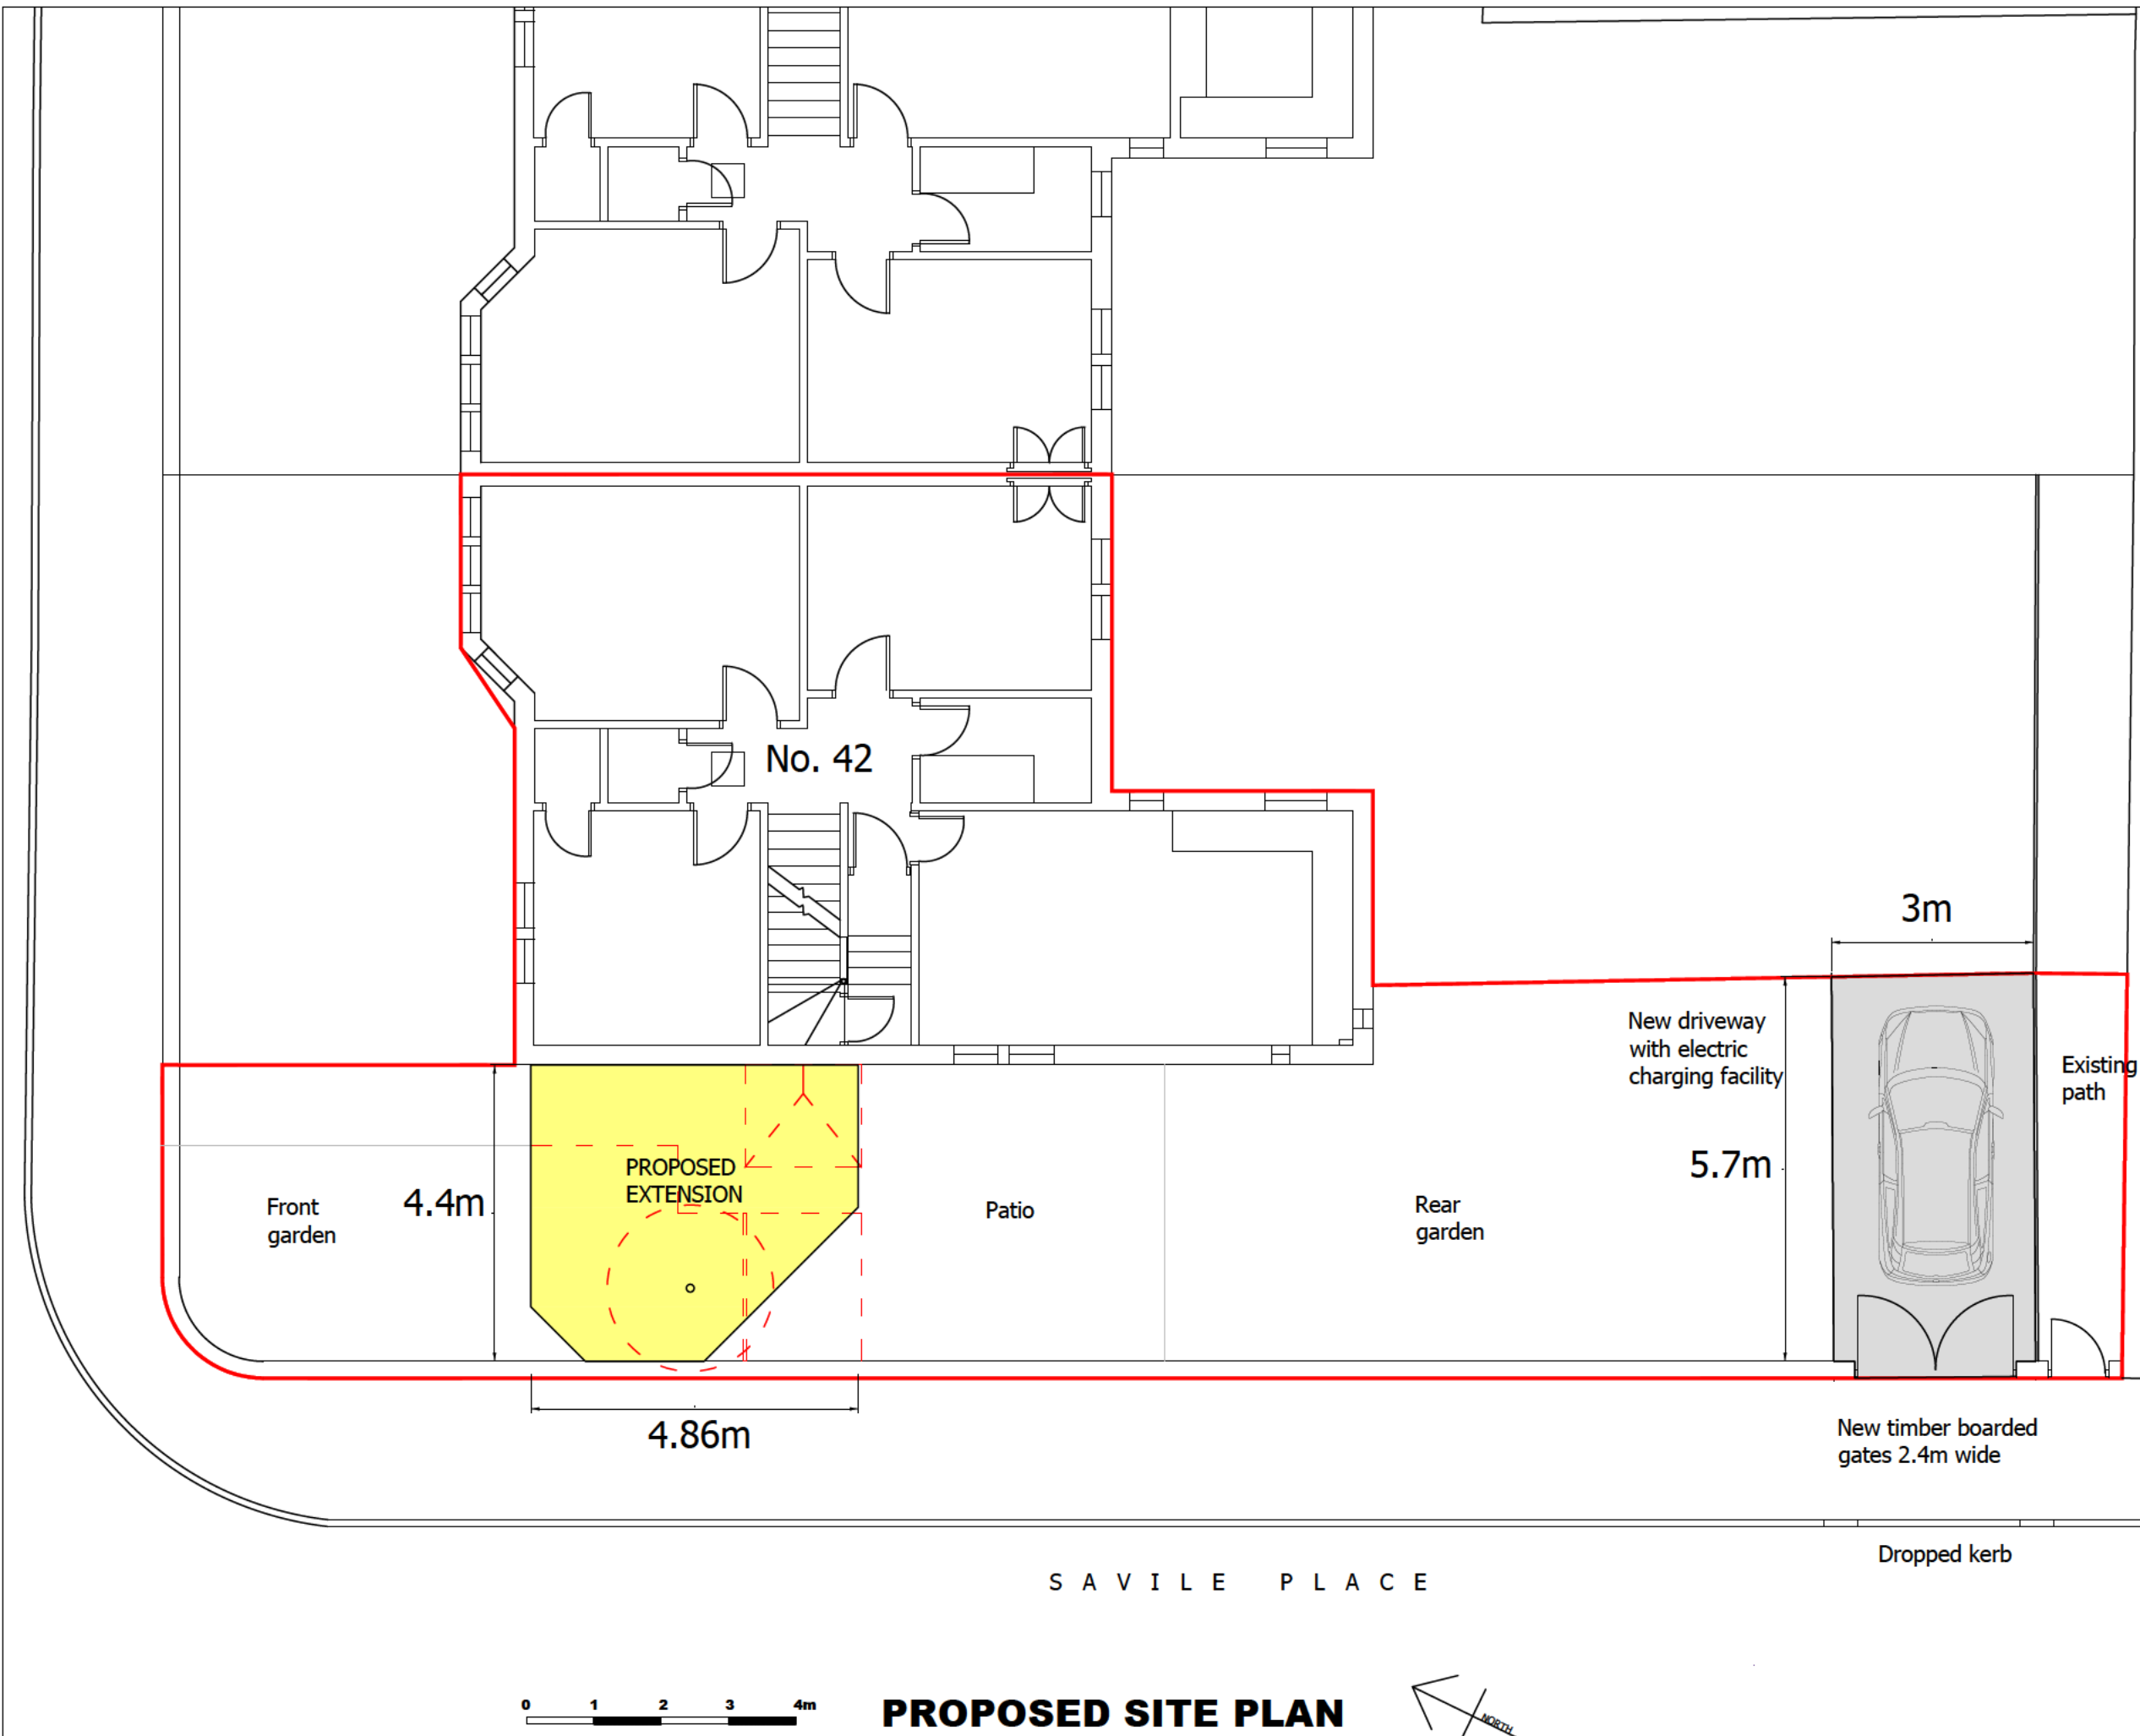 No. 42
3m
New driveway
with electric
charging facility
Existing
path
PROPOSED
EXTENSION
4.4m
5.7m
Front
garden
Patio
Rear
garden
4.86m
New timber boarded
gates 2.4m wide
Dropped kerb
SAVILE PLACE
0 1 2 3 4m
PROPOSED SITE PLAN
NORTH